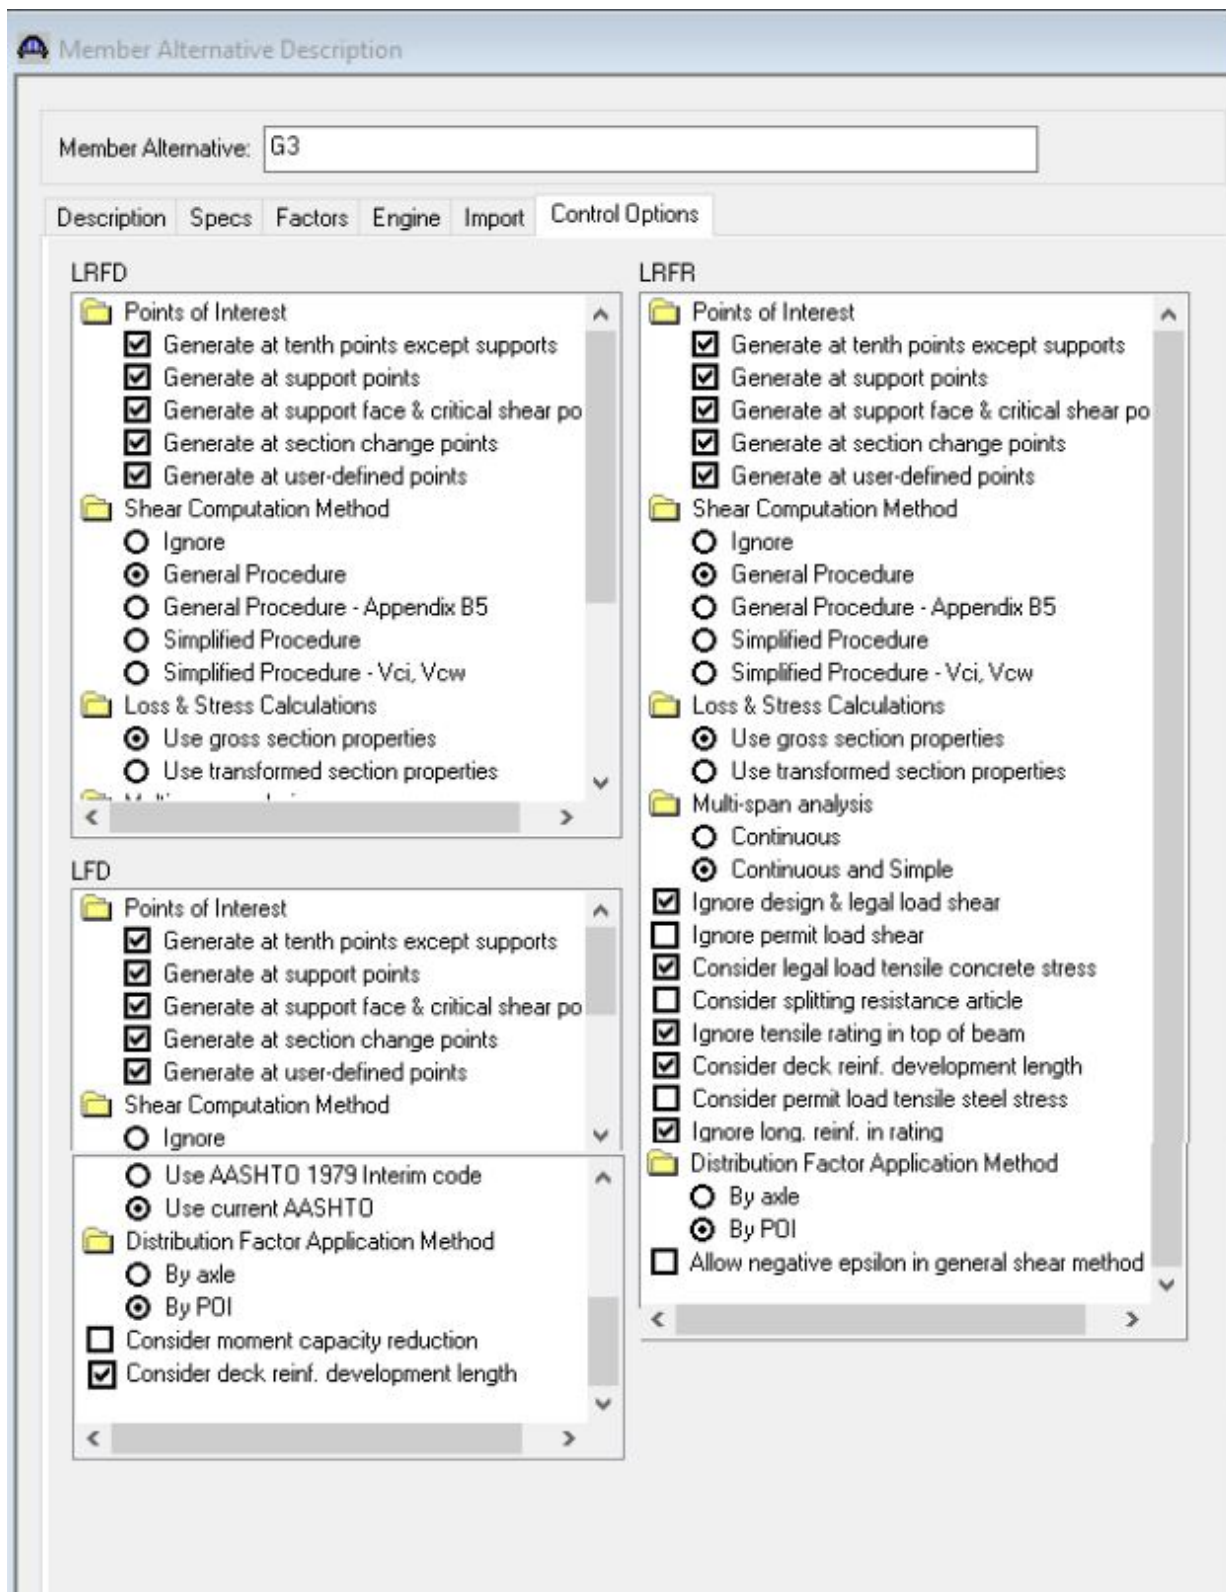 Member Alternative Description
Member Alternative: G3
Description Specs Factors Engine Import Control Options
LRFD
Points of Interest
Generate at tenth points except supports
Generate at support points
Generate at support face & critical shear po
Generate at section change points
Generate at user-defined points
Shear Computation Method
Ignore
General Procedure
General Procedure - Appendix B5
Simplified Procedure
Simplified Procedure - Vci, Vcw
Loss & Stress Calculations
Use gross section properties
Use transformed section properties
LFD
Points of Interest
Generate at tenth points except supports
Generate at support points
Generate at support face & critical shear po
Generate at section change points
Generate at user-defined points
Shear Computation Method
Ignore
Use AASHTO 1979 Interim code
Use current AASHTO
Distribution Factor Application Method
By axle
By POI
Consider moment capacity reduction
Consider deck reinf. development length
LRFR
Points of Interest
Generate at tenth points except supports
Generate at support points
Generate at support face & critical shear po
Generate at section change points
Generate at user-defined points
Shear Computation Method
Ignore
General Procedure
General Procedure - Appendix B5
Simplified Procedure
Simplified Procedure - Vci, Vcw
Loss & Stress Calculations
Use gross section properties
Use transformed section properties
Multi-span analysis
Continuous
Continuous and Simple
Ignore design & legal load shear
Ignore permit load shear
Consider legal load tensile concrete stress
Consider splitting resistance article
Ignore tensile rating in top of beam
Consider deck reinf. development length
Consider permit load tensile steel stress
Ignore long. reinf. in rating
Distribution Factor Application Method
By axle
By POI
Allow negative epsilon in general shear method